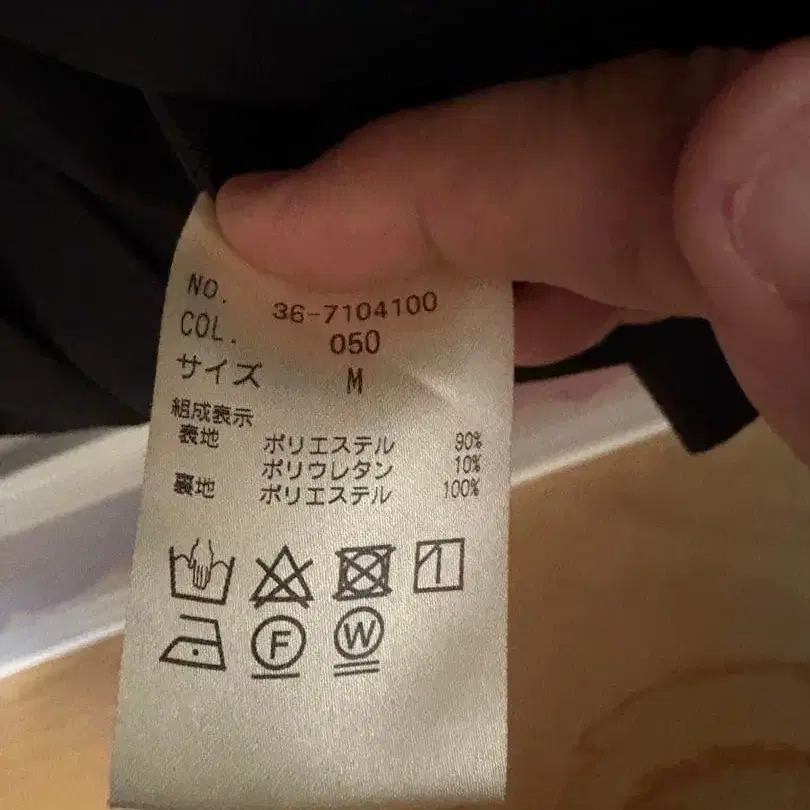 NO. 36-7104100
COL. 050
サイズ M
組成表示
表地 ポリエステル 90%
ポリウレタン 10%
裏地 ポリエステル 100%
F W